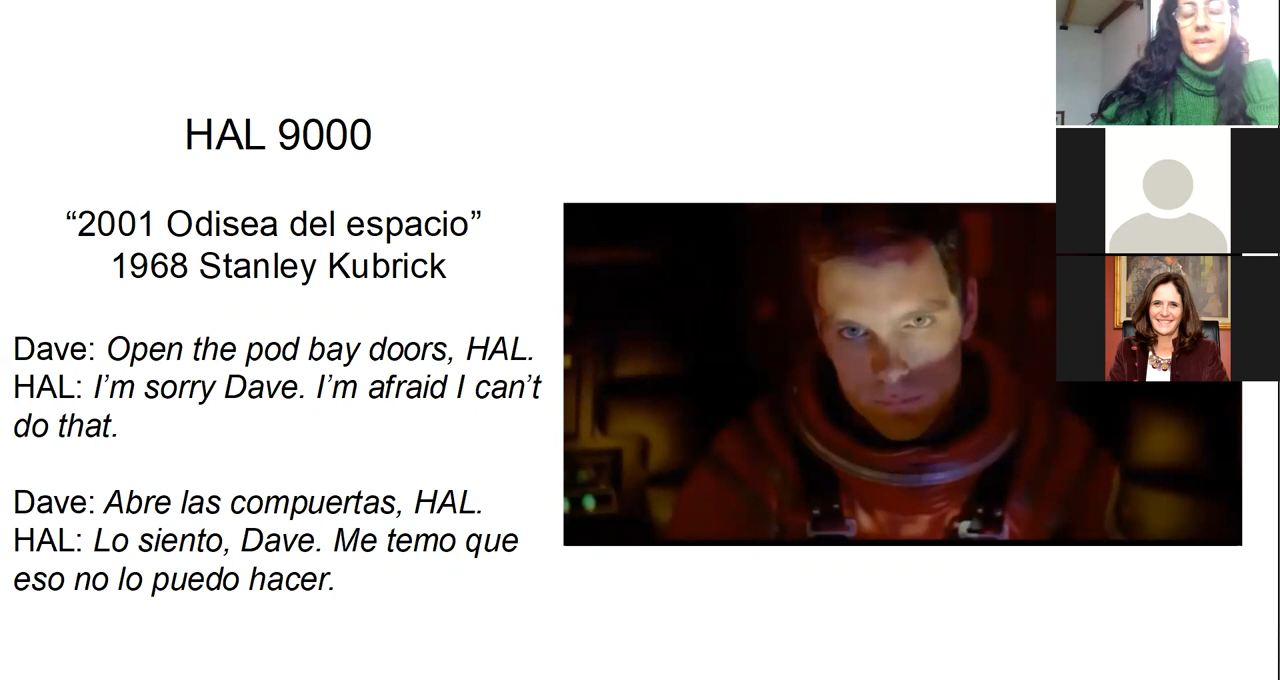 HAL 9000
“2001 Odisea del espacio”
1968 Stanley Kubrick
Dave: Open the pod bay doors, HAL.
HAL: I’m sorry Dave. I’m afraid I can’t
do that.
Dave: Abre las compuertas, HAL.
HAL: Lo siento, Dave. Me temo que
eso no lo puedo hacer.